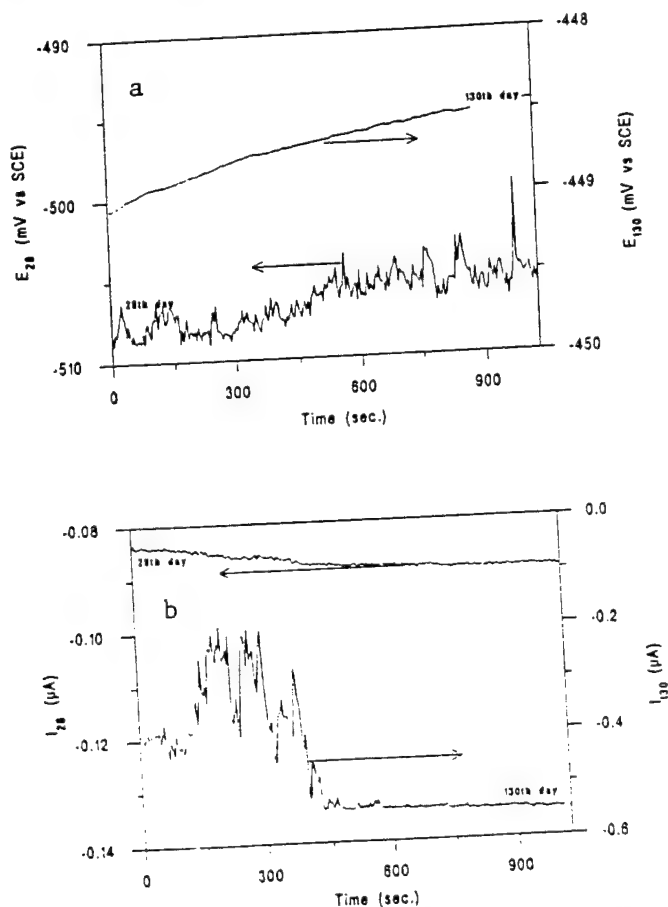 -490
-448
a
130th day
E28 (mV vs SCE)
-500
-449
E130 (mV vs SCE)
28th day
-510
-450
0
300
600
900
Time (sec.)
-0.08
0.0
28th day
b
-0.10
-0.2
I28 (µA)
I130 (µA)
-0.12
-0.4
130th day
-0.14
-0.6
0
300
600
900
Time (sec.)